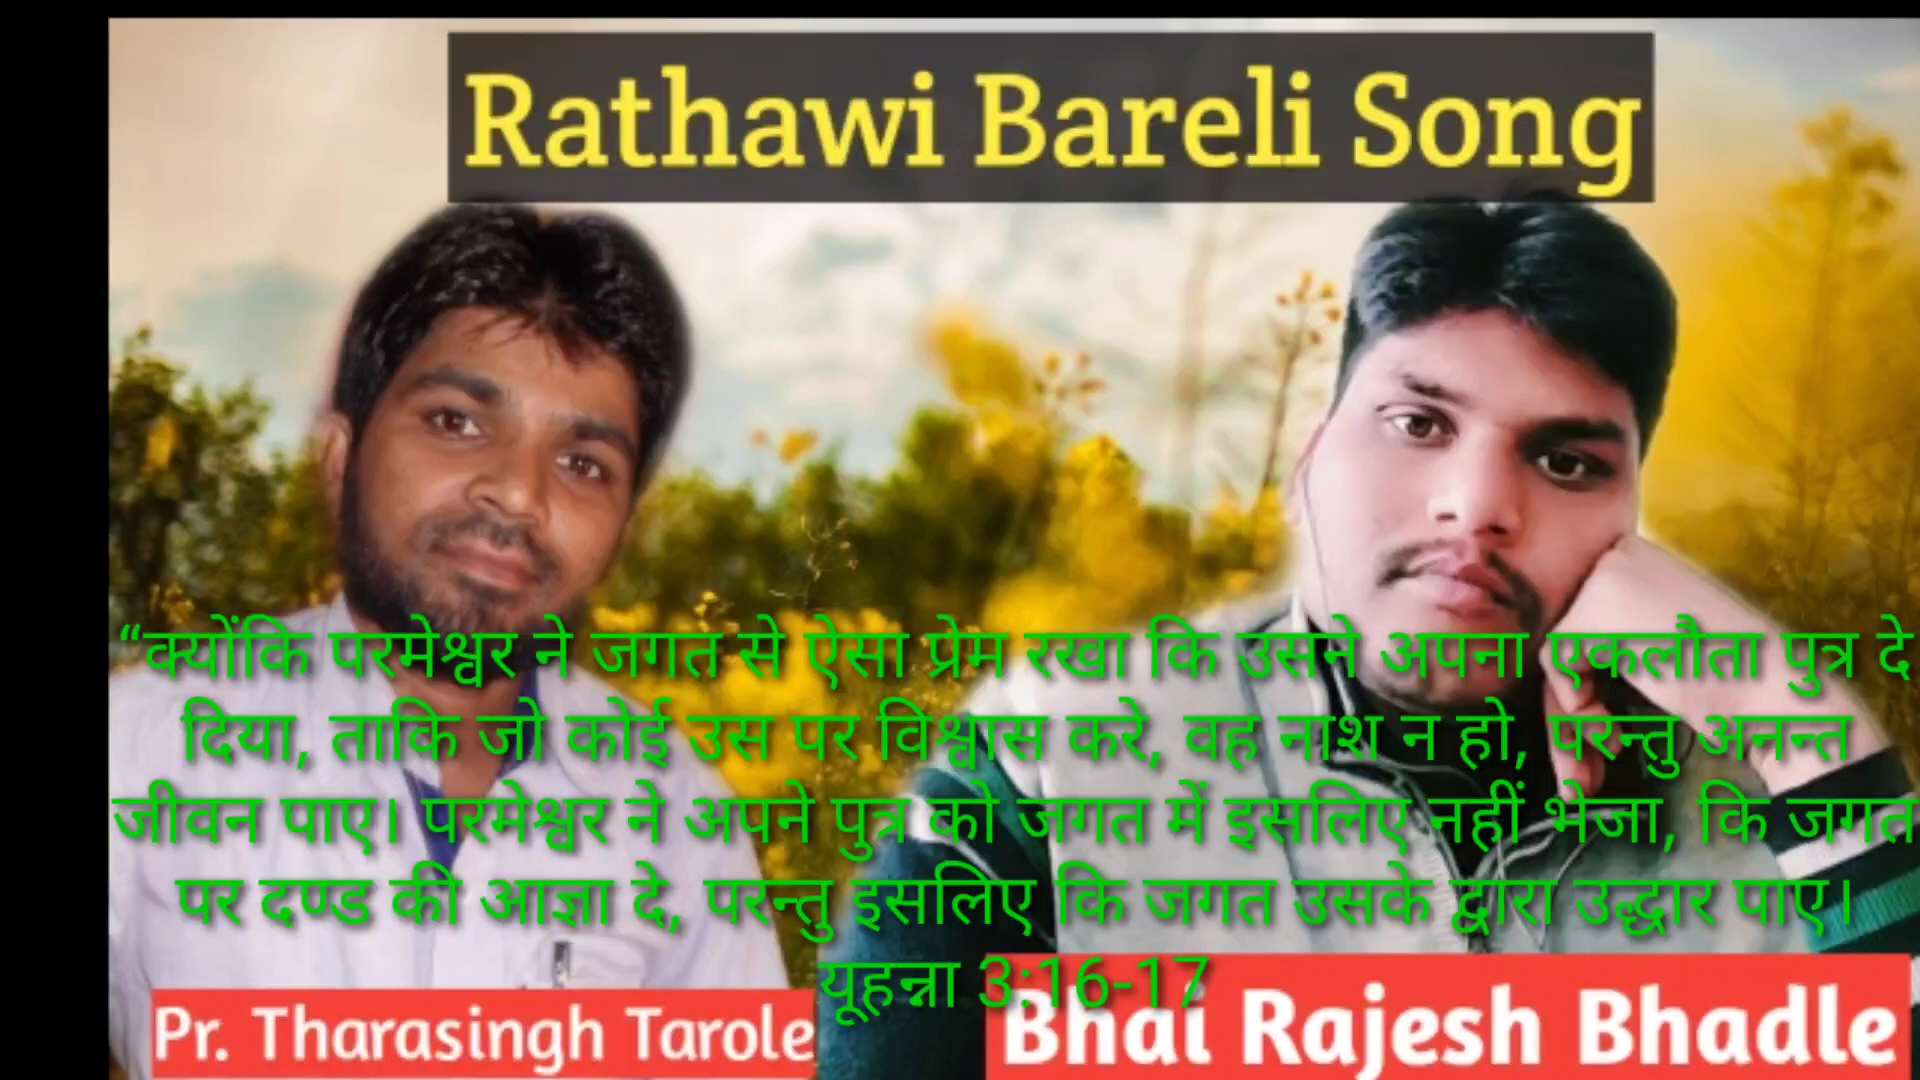 Rathawi Bareli Song
“क्योंकि परमेश्वर ने जगत से ऐसा प्रेम रखा कि उसने अपना एकलौता पुत्र दे
दिया, ताकि जो कोई उस पर विश्वास करे, वह नाश न हो, परन्तु अनन्त
जीवन पाए। परमेश्वर ने अपने पुत्र को जगत में इसलिए नहीं भेजा, कि जगत
पर दण्ड की आज्ञा दे, परन्तु इसलिए कि जगत उसके द्वारा उद्धार पाए।
यूहन्ना 3:16-17
Pr. Tharasingh Tarole
Bhai Rajesh Bhadle